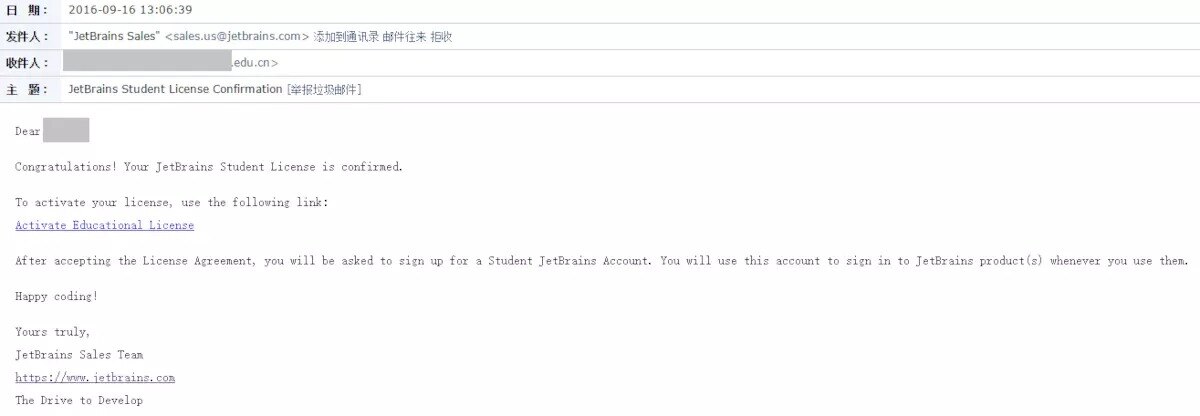 日 期： 2016-09-16 13:06:39
发件人： "JetBrains Sales" <sales.us@jetbrains.com> 添加到通讯录 邮件往来 拒收
收件人： .edu.cn>
主 题： JetBrains Student License Confirmation [举报垃圾邮件]
Dear
Congratulations! Your JetBrains Student License is confirmed.
To activate your license, use the following link:
Activate Educational License
After accepting the License Agreement, you will be asked to sign up for a Student JetBrains Account. You will use this account to sign in to JetBrains product(s) whenever you use them.
Happy coding!
Yours truly,
JetBrains Sales Team
https://www.jetbrains.com
The Drive to Develop